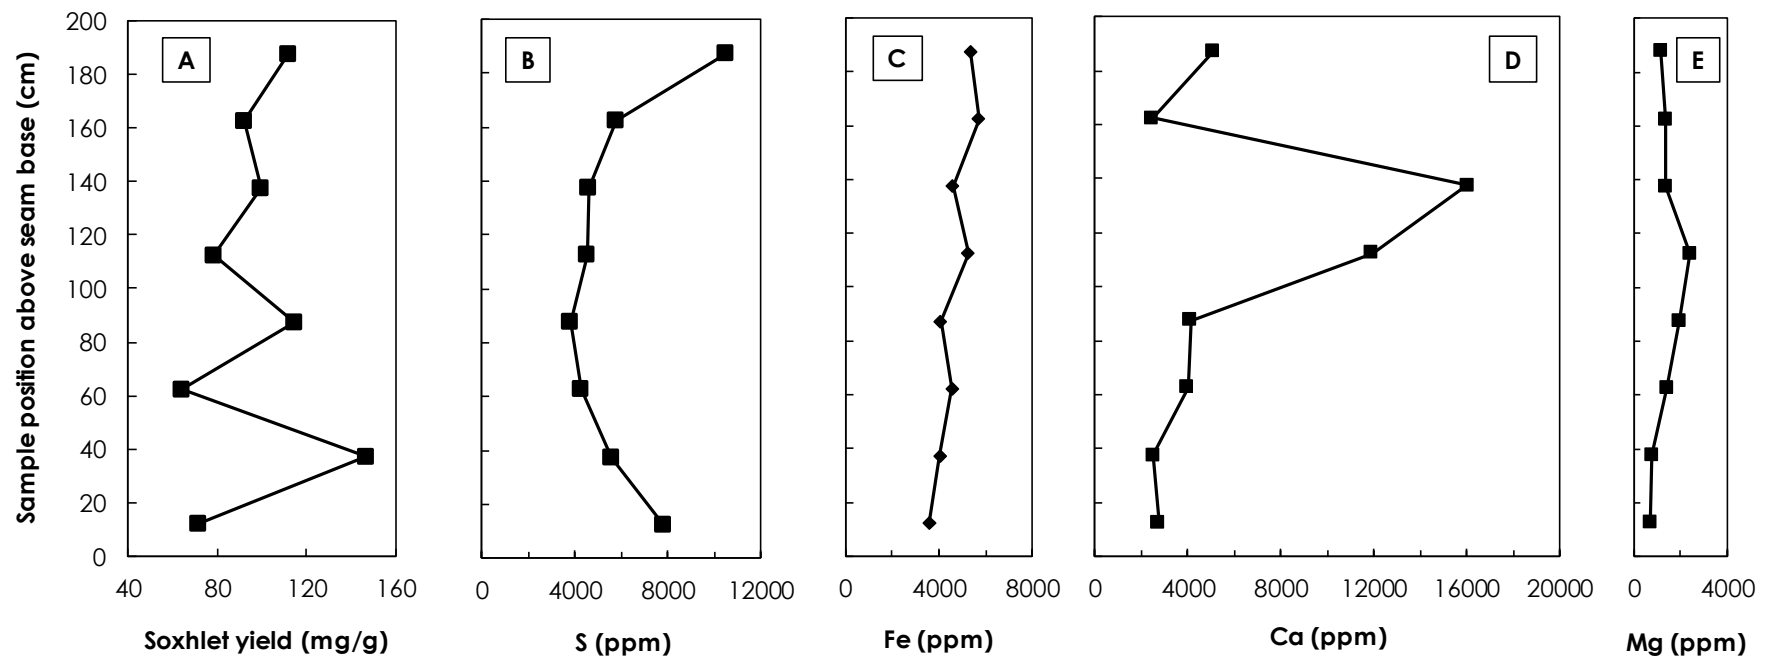 Sample position above seam base (cm)
200
180
160
140
120
100
80
60
40
20
0
A
40 80 120 160
Soxhlet yield (mg/g)
B
0 4000 8000 12000
S (ppm)
C
0 4000 8000
Fe (ppm)
D
0 4000 8000 12000 16000 20000
Ca (ppm)
E
0 4000
Mg (ppm)